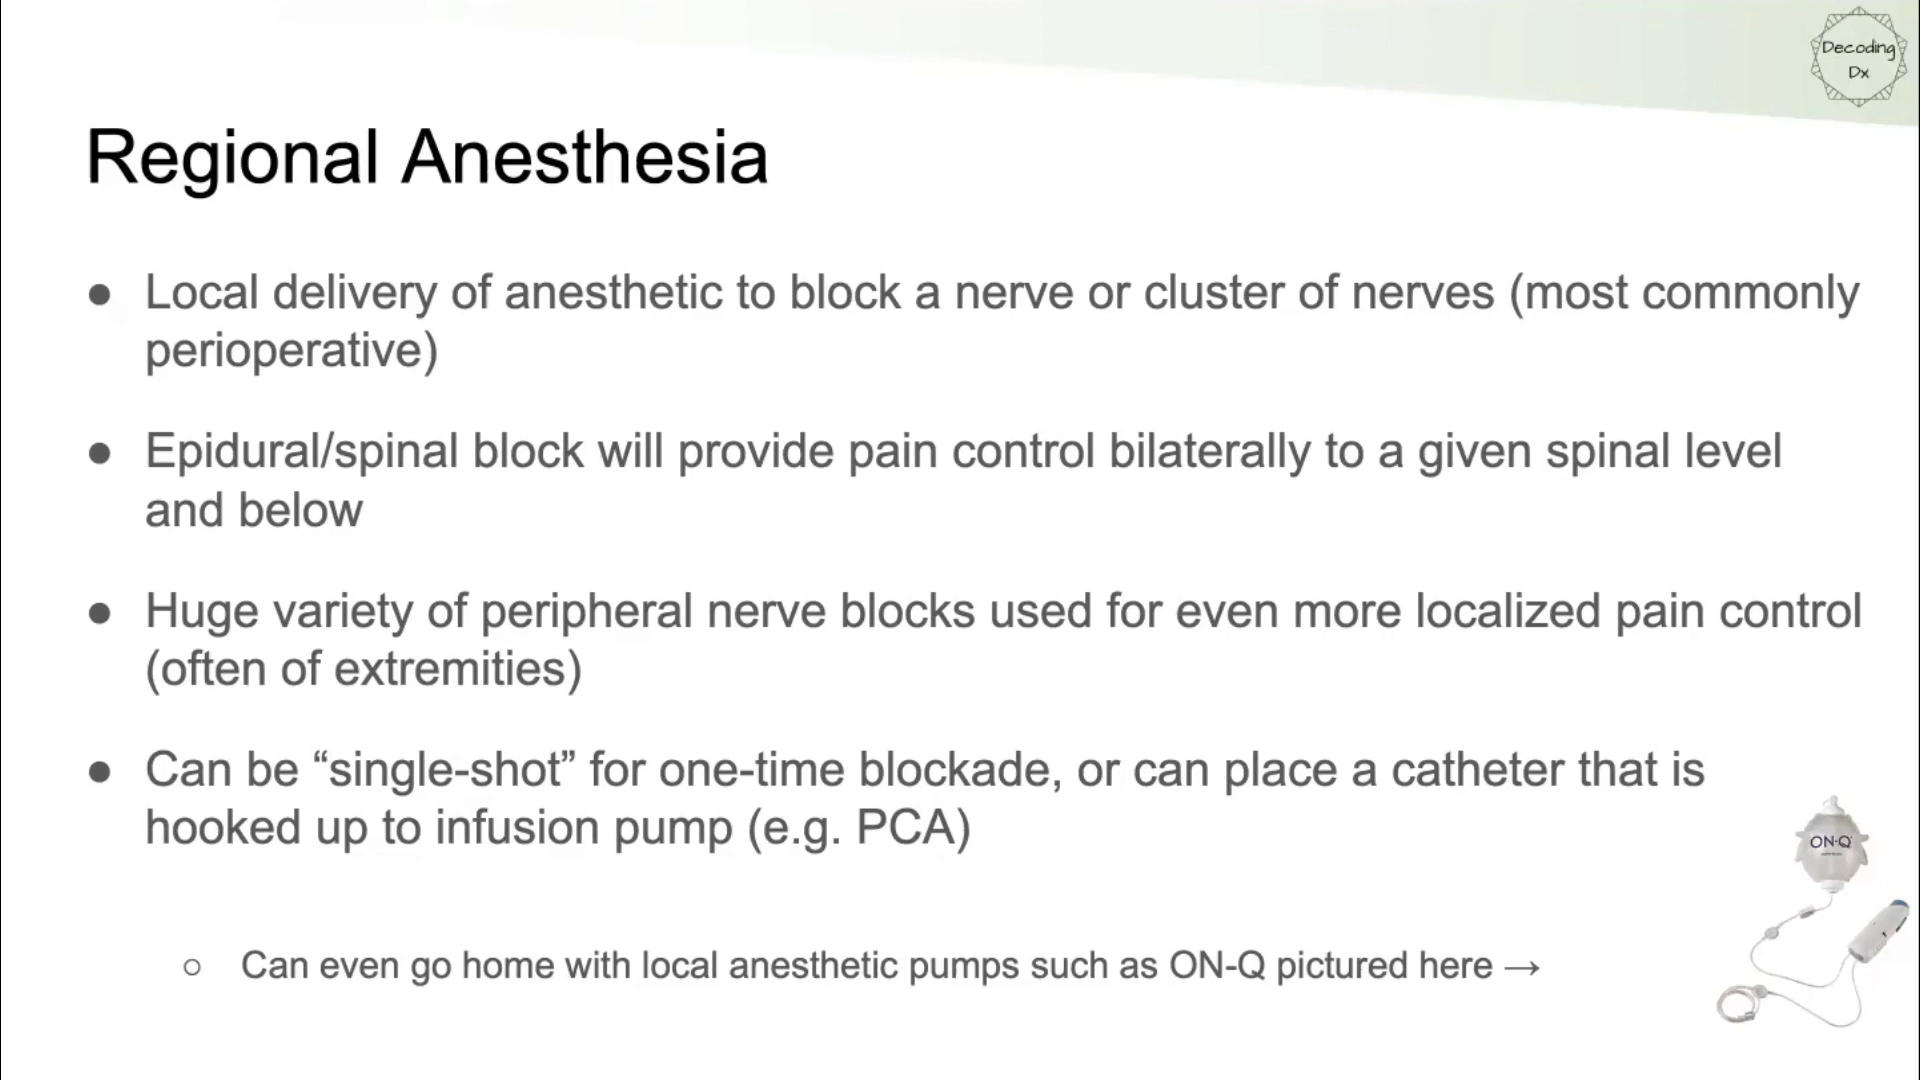 Decoding
Dx
Regional Anesthesia
● Local delivery of anesthetic to block a nerve or cluster of nerves (most commonly
perioperative)
● Epidural/spinal block will provide pain control bilaterally to a given spinal level
and below
● Huge variety of peripheral nerve blocks used for even more localized pain control
(often of extremities)
● Can be “single-shot” for one-time blockade, or can place a catheter that is
hooked up to infusion pump (e.g. PCA)
ON-Q
○ Can even go home with local anesthetic pumps such as ON-Q pictured here →